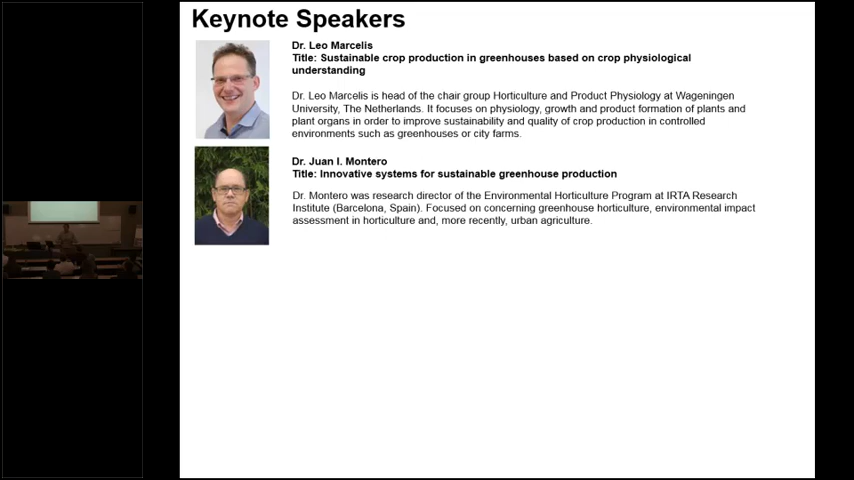 Keynote Speakers
Dr. Leo Marcelis
Title: Sustainable crop production in greenhouses based on crop physiological
understanding
Dr. Leo Marcelis is head of the chair group Horticulture and Product Physiology at Wageningen
University, The Netherlands. It focuses on physiology, growth and product formation of plants and
plant organs in order to improve sustainability and quality of crop production in controlled
environments such as greenhouses or city farms.
Dr. Juan I. Montero
Title: Innovative systems for sustainable greenhouse production
Dr. Montero was research director of the Environmental Horticulture Program at IRTA Research
Institute (Barcelona, Spain). Focused on concerning greenhouse horticulture, environmental impact
assessment in horticulture and, more recently, urban agriculture.